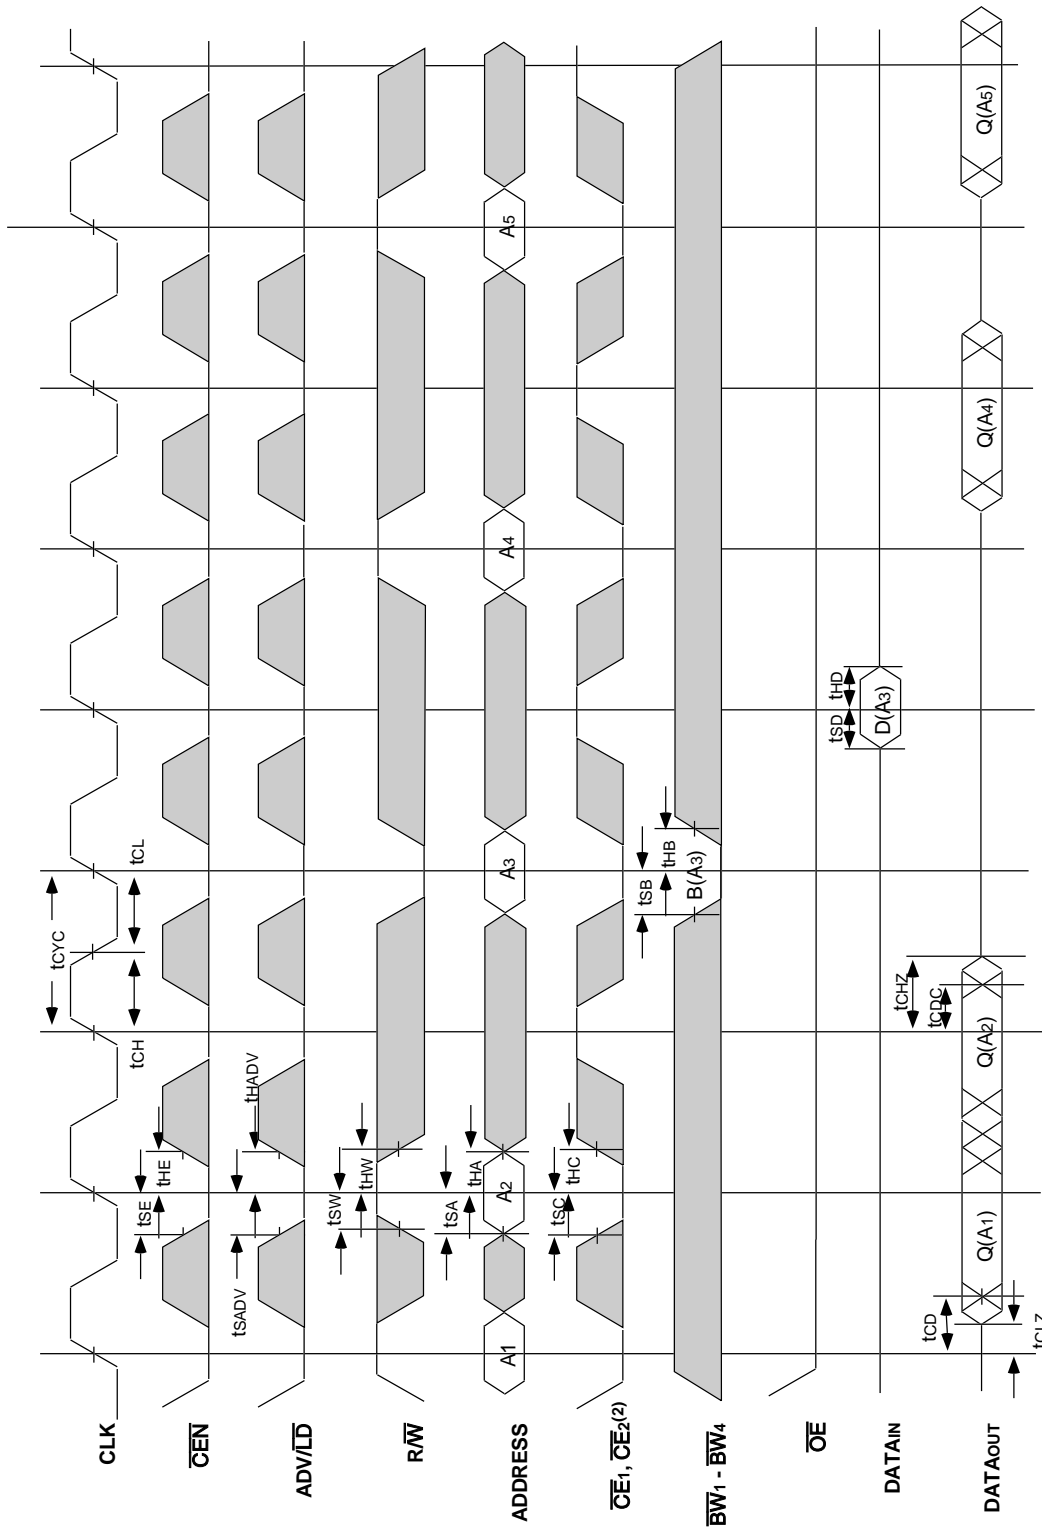 CLK
tCYC
tCH
tCL
CEN
tSE
tHE
ADV/LD
tSADV
tHADV
R/W
tSW
tHW
ADDRESS
A1
A2
A3
A4
A5
tSA
tHA
CE1, CE2(2)
tSC
tHC
BW1 - BW4
B(A3)
tSB
tHB
OE
DATAIN
D(A3)
tSD
tHD
DATAOUT
Q(A1)
Q(A2)
Q(A4)
Q(A5)
tCD
tCLZ
tCHZ
tCDC